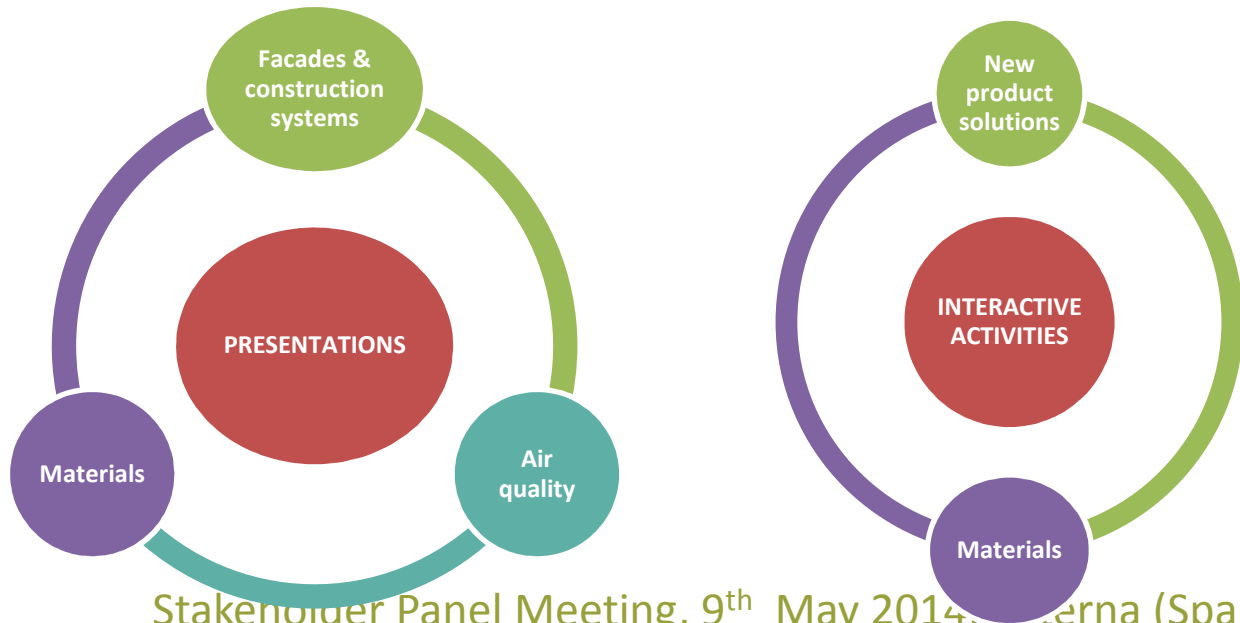 Facades &
construction
systems
PRESENTATIONS
Materials
Air
quality
New
product
solutions
INTERACTIVE
ACTIVITIES
Materials
Stakeholder Panel Meeting. 9th May 2014